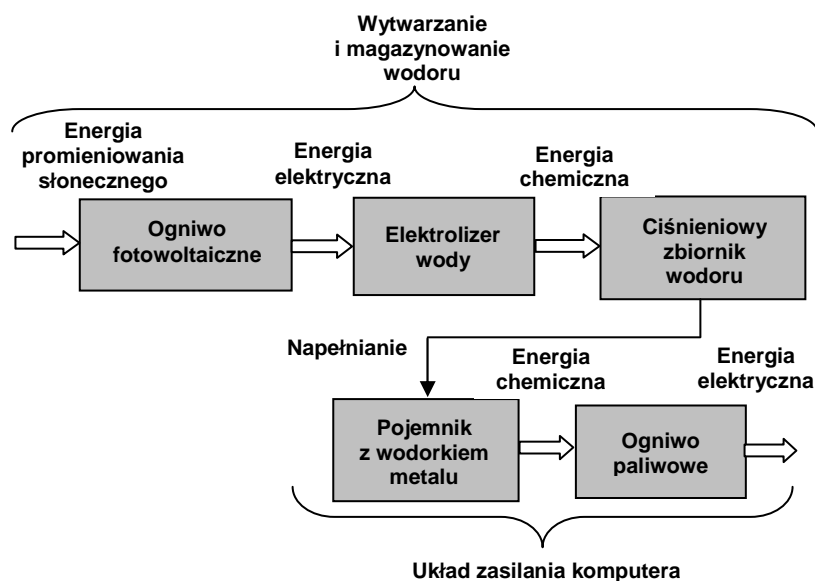 Wytwarzanie
i magazynowanie
wodoru
Energia
promieniowania
słonecznego
Energia
elektryczna
Energia
chemiczna
Ogniwo
fotowoltaiczne
Elektrolizer
wody
Ciśnieniowy
zbiornik
wodoru
Napełnianie
Energia
chemiczna
Energia
elektryczna
Pojemnik
z wodorkiem
metalu
Ogniwo
paliwowe
Układ zasilania komputera